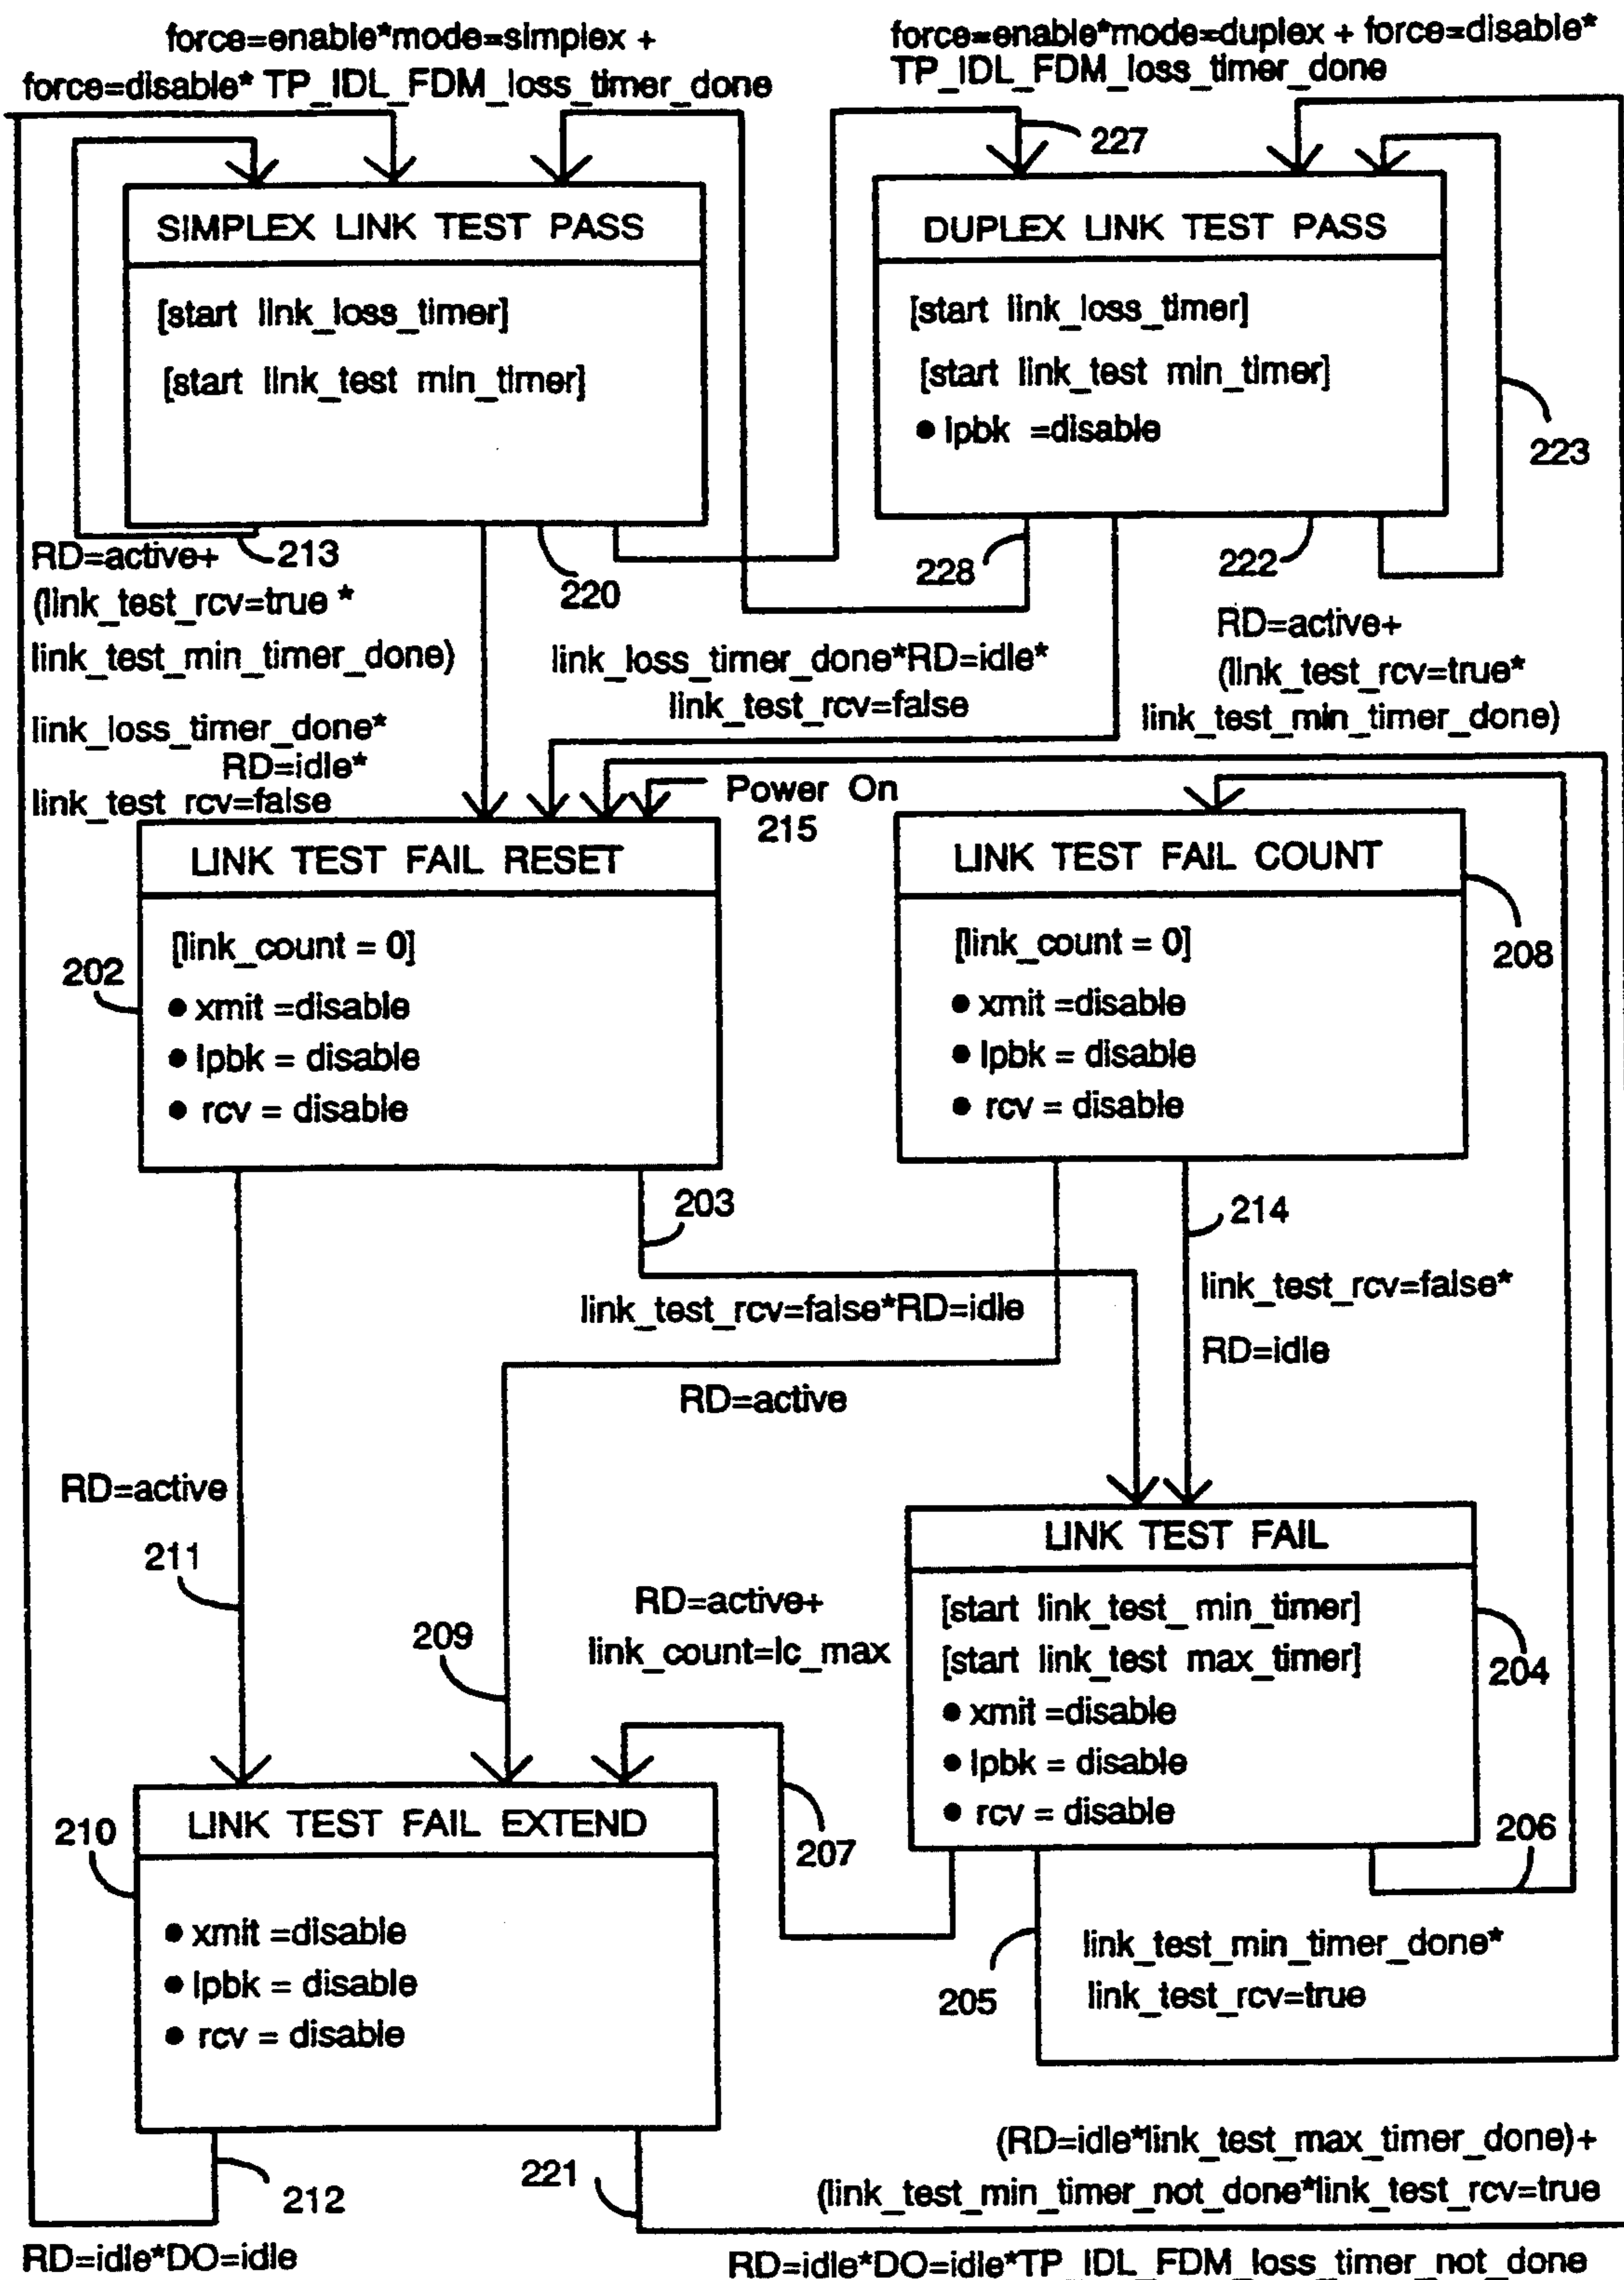 force=enable*mode=simplex +
force=disable* TP_IDL_FDM_loss_timer_done
force=enable*mode=duplex + force=disable*
TP_IDL_FDM_loss_timer_done
227
SIMPLEX LINK TEST PASS
[start link_loss_timer]
[start link_test min_timer]
DUPLEX LINK TEST PASS
[start link_loss_timer]
[start link_test min_timer]
• lpbk =disable
223
213
220
228
222
RD=active+
(link_test_rcv=true *
link_test_min_timer_done)
link_loss_timer_done*
RD=idle*
link_test_rcv=false
link_loss_timer_done*RD=idle*
link_test_rcv=false
RD=active+
(link_test_rcv=true*
link_test_min_timer_done)
Power On
215
LINK TEST FAIL RESET
[link_count = 0]
• xmit =disable
• lpbk = disable
• rcv = disable
202
LINK TEST FAIL COUNT
[link_count = 0]
• xmit =disable
• lpbk = disable
• rcv = disable
208
203
214
link_test_rcv=false*RD=idle
link_test_rcv=false*
RD=idle
RD=active
RD=active
211
209
RD=active+
link_count=lc_max
LINK TEST FAIL
[start link_test_ min_timer]
[start link_test max_timer]
• xmit =disable
• lpbk = disable
• rcv = disable
204
206
207
205
link_test_min_timer_done*
link_test_rcv=true
LINK TEST FAIL EXTEND
• xmit =disable
• lpbk = disable
• rcv = disable
210
212
221
(RD=idle*link_test_max_timer_done)+
(link_test_min_timer_not_done*link_test_rcv=true
RD=idle*DO=idle
RD=idle*DO=idle*TP_IDL_FDM_loss_timer_not_done